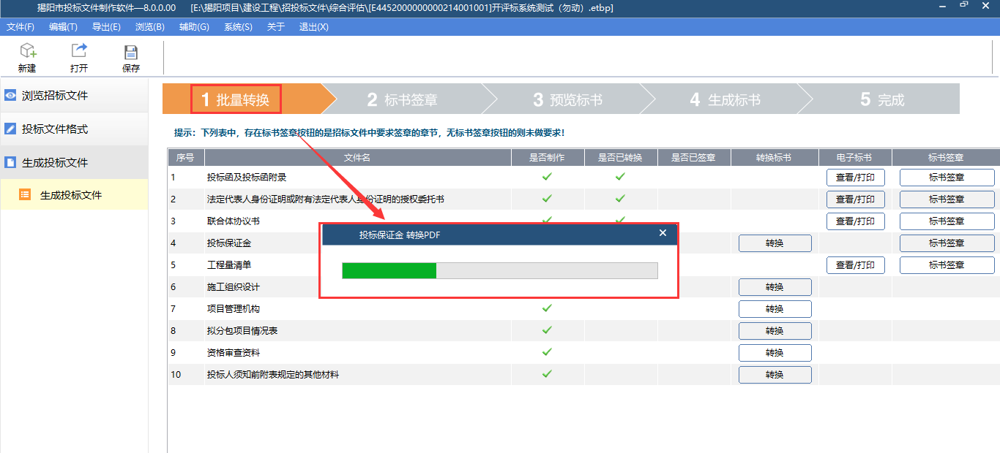 揭阳市投标文件制作软件—8.0.0.00 [E:\揭阳项目\建设工程\招投标文件\综合评估\[E4452000000000214001001]开评标系统测试（勿动）.etbp]
文件(F) 编辑(T) 导出(E) 浏览(B) 辅助(G) 系统(S) 关于 退出(X)
新建 打开 保存
浏览招标文件
投标文件格式
生成投标文件
生成投标文件
1 批量转换 2 标书签章 3 预览标书 4 生成标书 5 完成
提示：下列表中，存在标书签章按钮的是招标文件中要求签章的章节，无标书签章按钮的则未做要求！
序号 文件名 是否制作 是否已转换 是否已签章 转换标书 电子标书 标书签章
1 投标函及投标函附录 查看/打印 标书签章
2 法定代表人身份证明或附有法定代表人身份证明的授权委托书 查看/打印 标书签章
3 联合体协议书 查看/打印 标书签章
投标保证金 转换PDF
4 投标保证金 转换 标书签章
5 工程量清单 查看/打印 标书签章
6 施工组织设计 转换
7 项目管理机构 转换
8 拟分包项目情况表 转换
9 资格审查资料 转换
10 投标人须知前附表规定的其他材料 转换